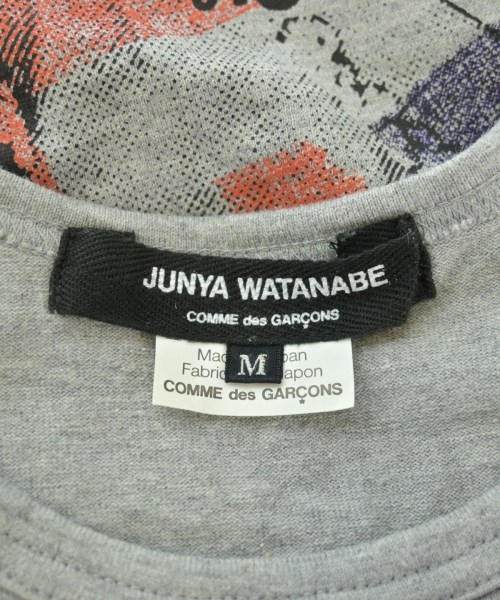 JUNYA WATANABE
COMME des GARÇONS
M
COMME des GARÇONS